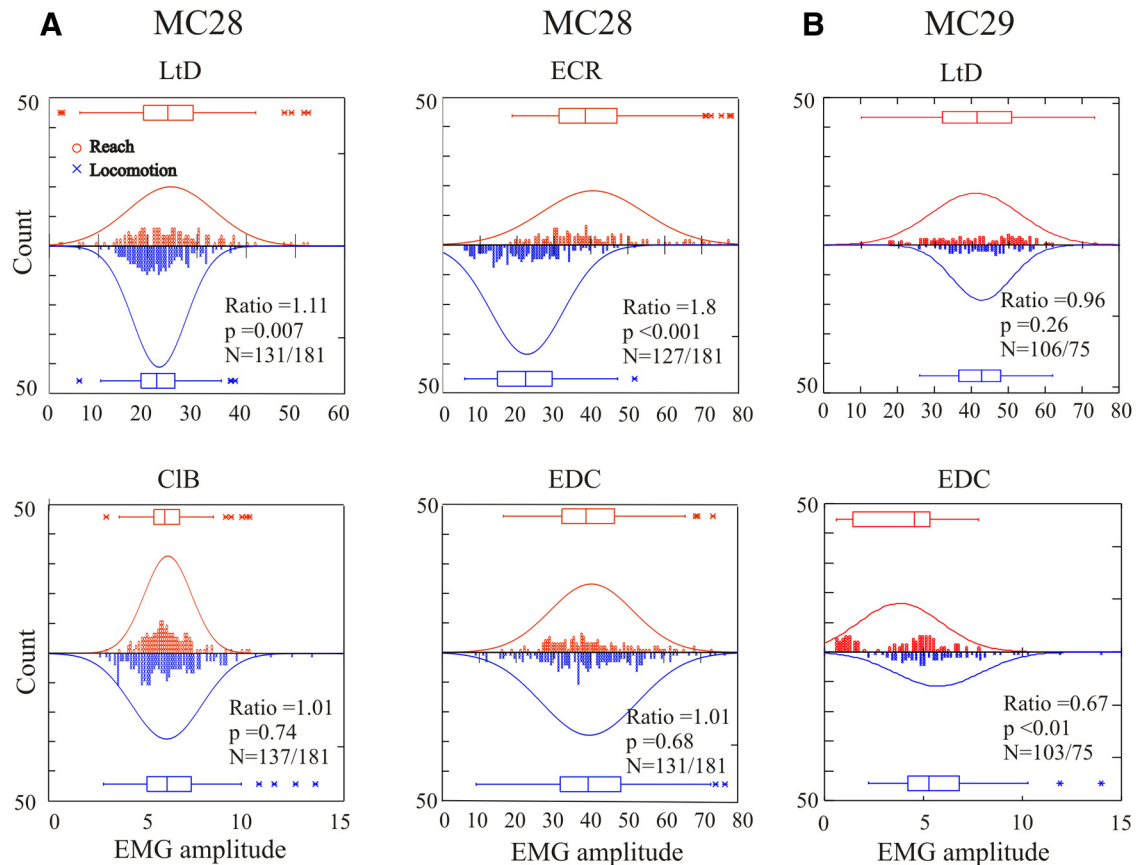 A MC28 MC28 B MC29
LtD ECR LtD
50 50 50
Reach
Locomotion
Count
Ratio =1.11
p =0.007
N=131/181
Ratio =1.8
p <0.001
N=127/181
Ratio =0.96
p =0.26
N=106/75
50 50 50
0 10 20 30 40 50 60
0 10 20 30 40 50 60 70 80
0 10 20 30 40 50 60 70 80
ClB EDC EDC
50 50 50
Count
Ratio =1.01
p =0.74
N=137/181
Ratio =1.01
p =0.68
N=131/181
Ratio =0.67
p <0.01
N=103/75
50 50 50
0 5 10 15
0 10 20 30 40 50 60 70 80
0 5 10 15
EMG amplitude EMG amplitude EMG amplitude